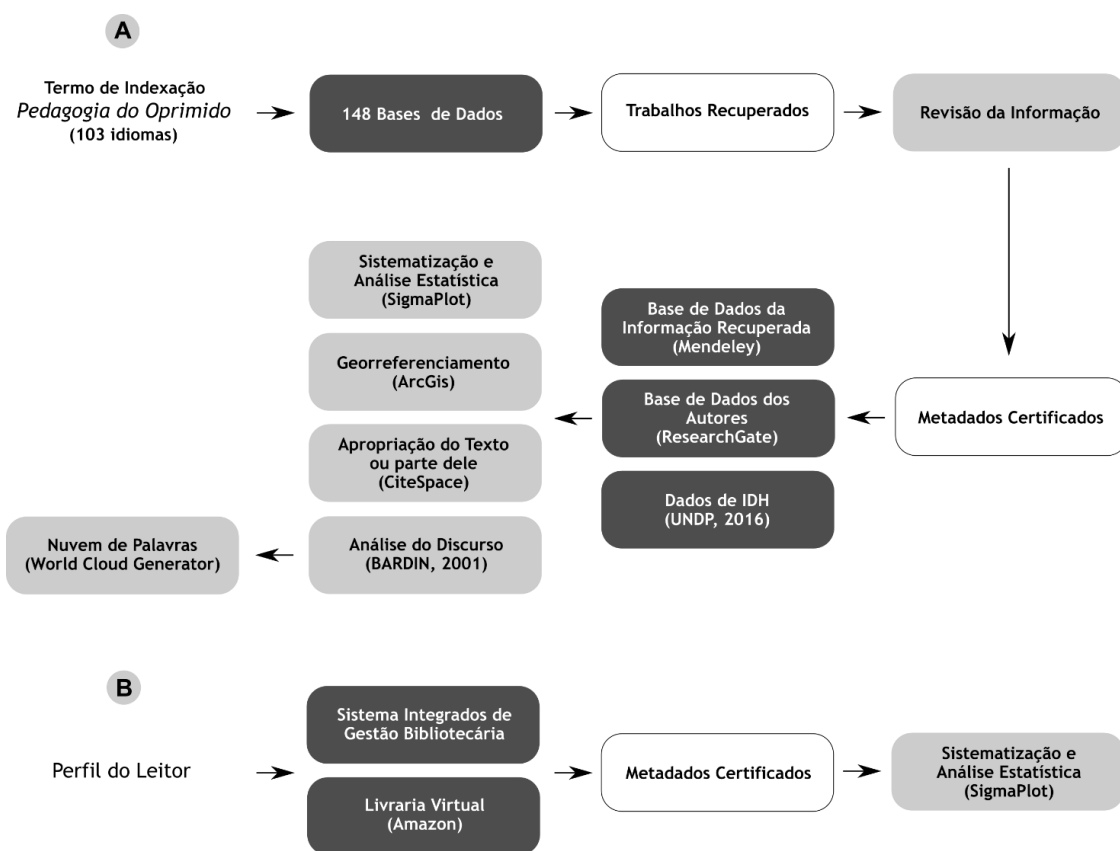 A
Termo de Indexação
Pedagogia do Oprimido
(103 idiomas)
148 Bases de Dados
Trabalhos Recuperados
Revisão da Informação
Sistematização e
Análise Estatística
(SigmaPlot)
Georreferenciamento
(ArcGis)
Apropriação do Texto
ou parte dele
(CiteSpace)
Análise do Discurso
(BARDIN, 2001)
Nuvem de Palavras
(World Cloud Generator)
Base de Dados da
Informação Recuperada
(Mendeley)
Base de Dados dos
Autores
(ResearchGate)
Dados de IDH
(UNDP, 2016)
Metadados Certificados
B
Perfil do Leitor
Sistema Integrados de
Gestão Bibliotecária
Livraria Virtual
(Amazon)
Metadados Certificados
Sistematização e
Análise Estatística
(SigmaPlot)